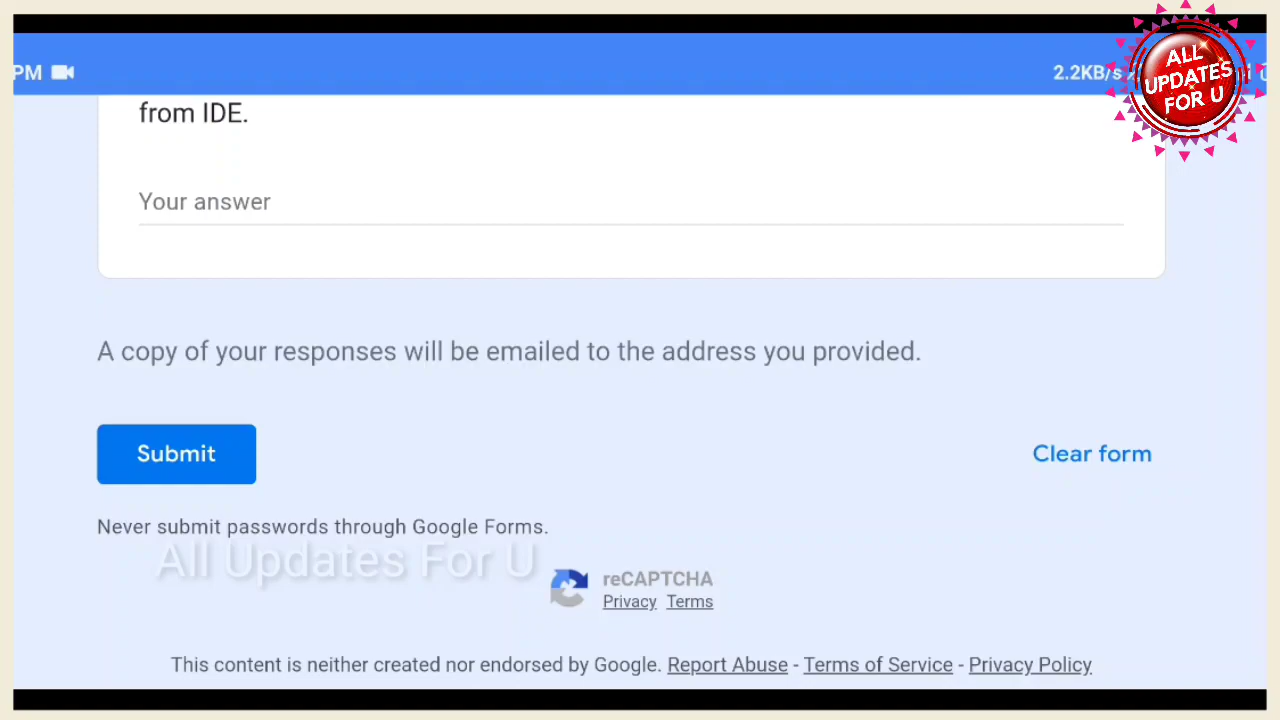 PM
2.2KB/s
ALL
UPDATES
FOR U
from IDE.
Your answer
A copy of your responses will be emailed to the address you provided.
Submit
Clear form
Never submit passwords through Google Forms.
All Updates For U
reCAPTCHA
Privacy Terms
This content is neither created nor endorsed by Google. Report Abuse - Terms of Service - Privacy Policy